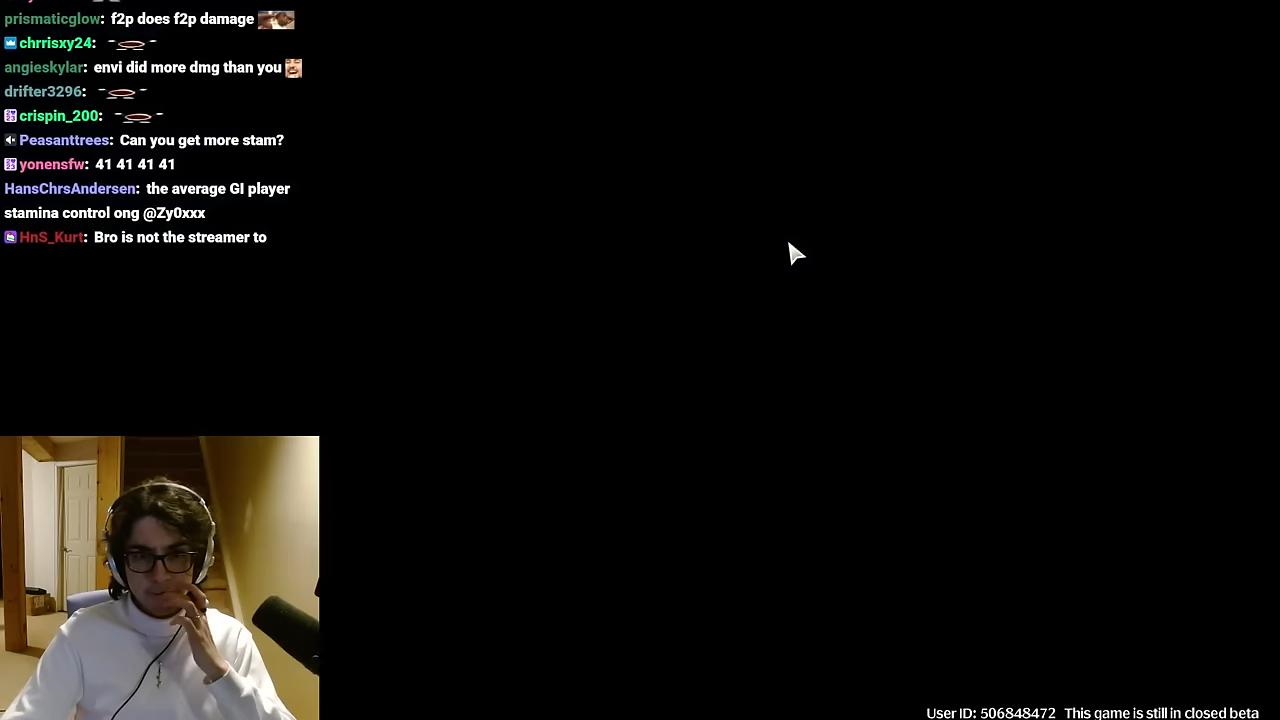 prismaticglow: f2p does f2p damage
chrrisxy24:
angieskylar: envi did more dmg than you
drifter3296:
crispin_200:
Peasanttrees: Can you get more stam?
yonensfw: 41 41 41 41
HansChrsAndersen: the average GI player
stamina control ong @Zy0xxx
HnS_Kurt: Bro is not the streamer to
User ID: 506848472 This game is still in closed beta